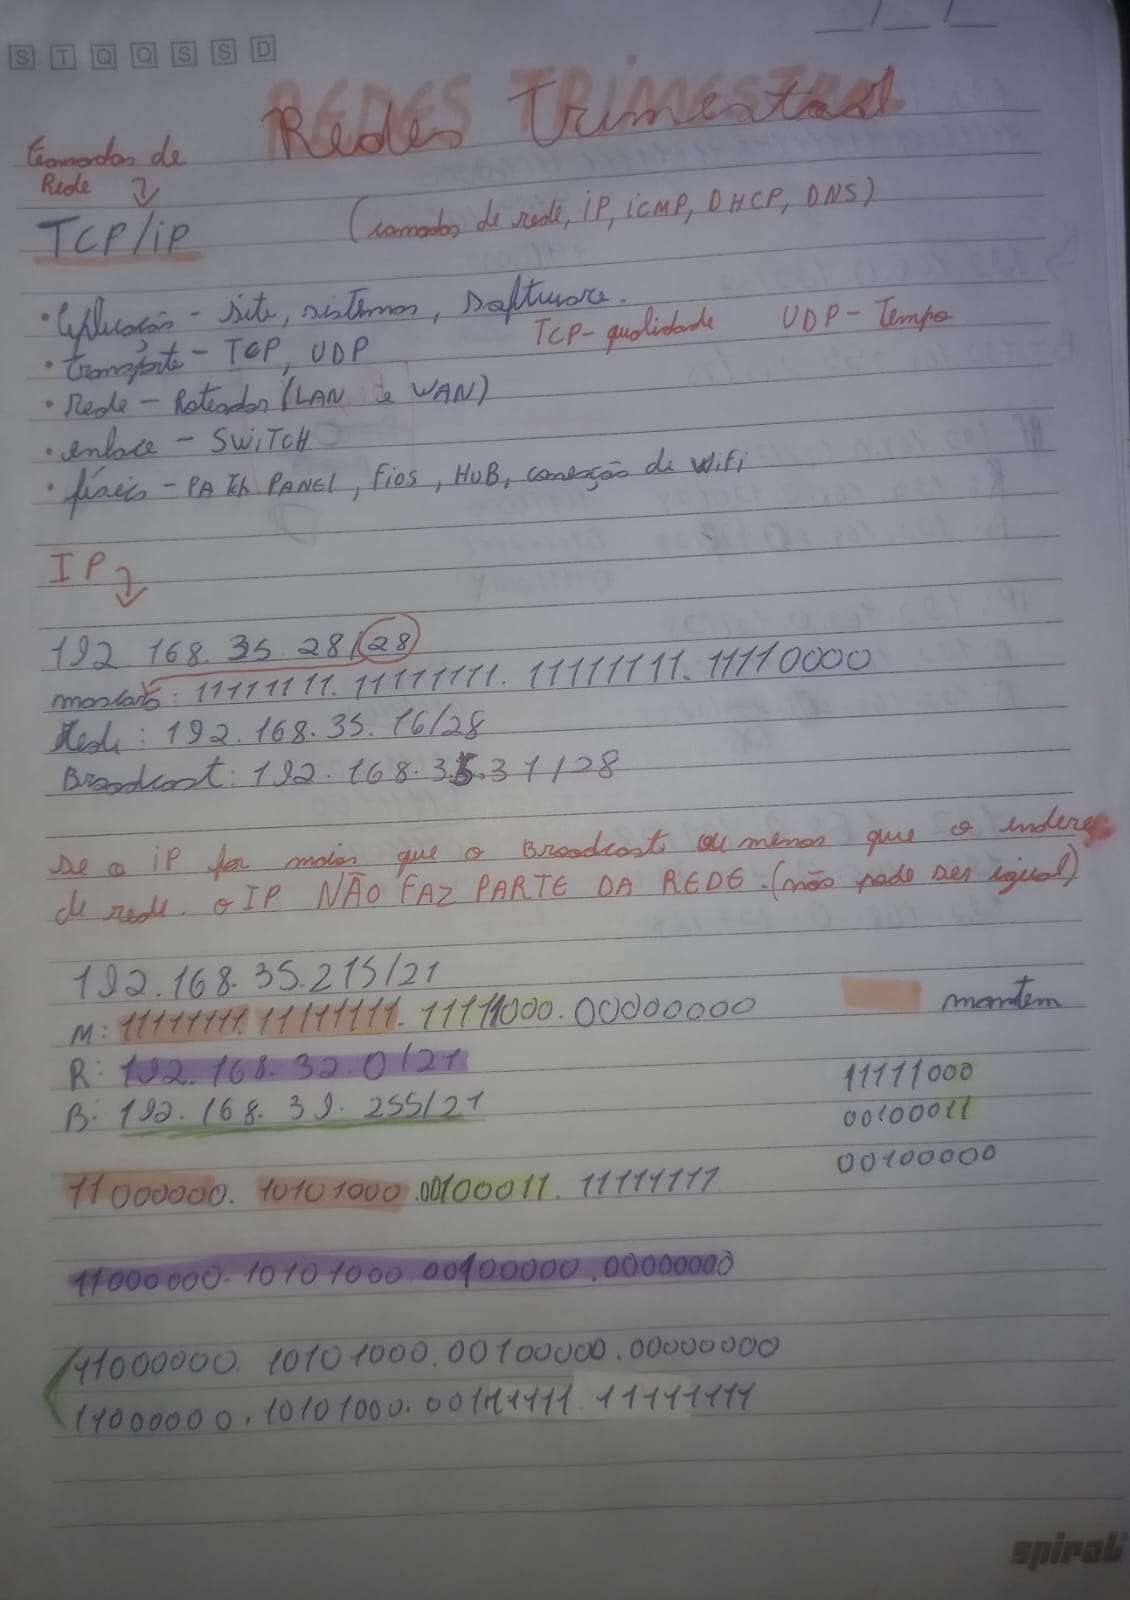 S T Q Q S S D
__/__/__
Redes Trimestral
Camadas de
Rede
TCP/iP
(camadas de rede, iP, iCMP, DHCP, DNS)
• Aplicação - site, sistemas, software.
TCP - qualidade UDP - Tempo
• transporte - TCP, UDP
• rede - Roteador (LAN e WAN)
• enlace - SWiTCH
• física - PATCH PANEL, Fios, HUB, conexão de Wifi
IP
192.168.35.28/28
mascara: 11111111.11111111.11111111.11110000
Rede: 192.168.35.16/28
Broadcast: 192.168.35.31/28
se o iP for maior que o Broadcast ou menor que o endereço
de rede. o IP NÃO FAZ PARTE DA REDE. (não pode ser igual)
192.168.35.215/21
M: 11111111.11111111.11111000.00000000
mantem
R: 192.168.32.0/21
11111000
B: 192.168.39.255/21
00100011
00100000
11000000.10101000.00100011.11111111
11000000.10101000.00100000.00000000
11000000.10101000.00100000.00000000
11000000.10101000.00111111.11111111
spiral